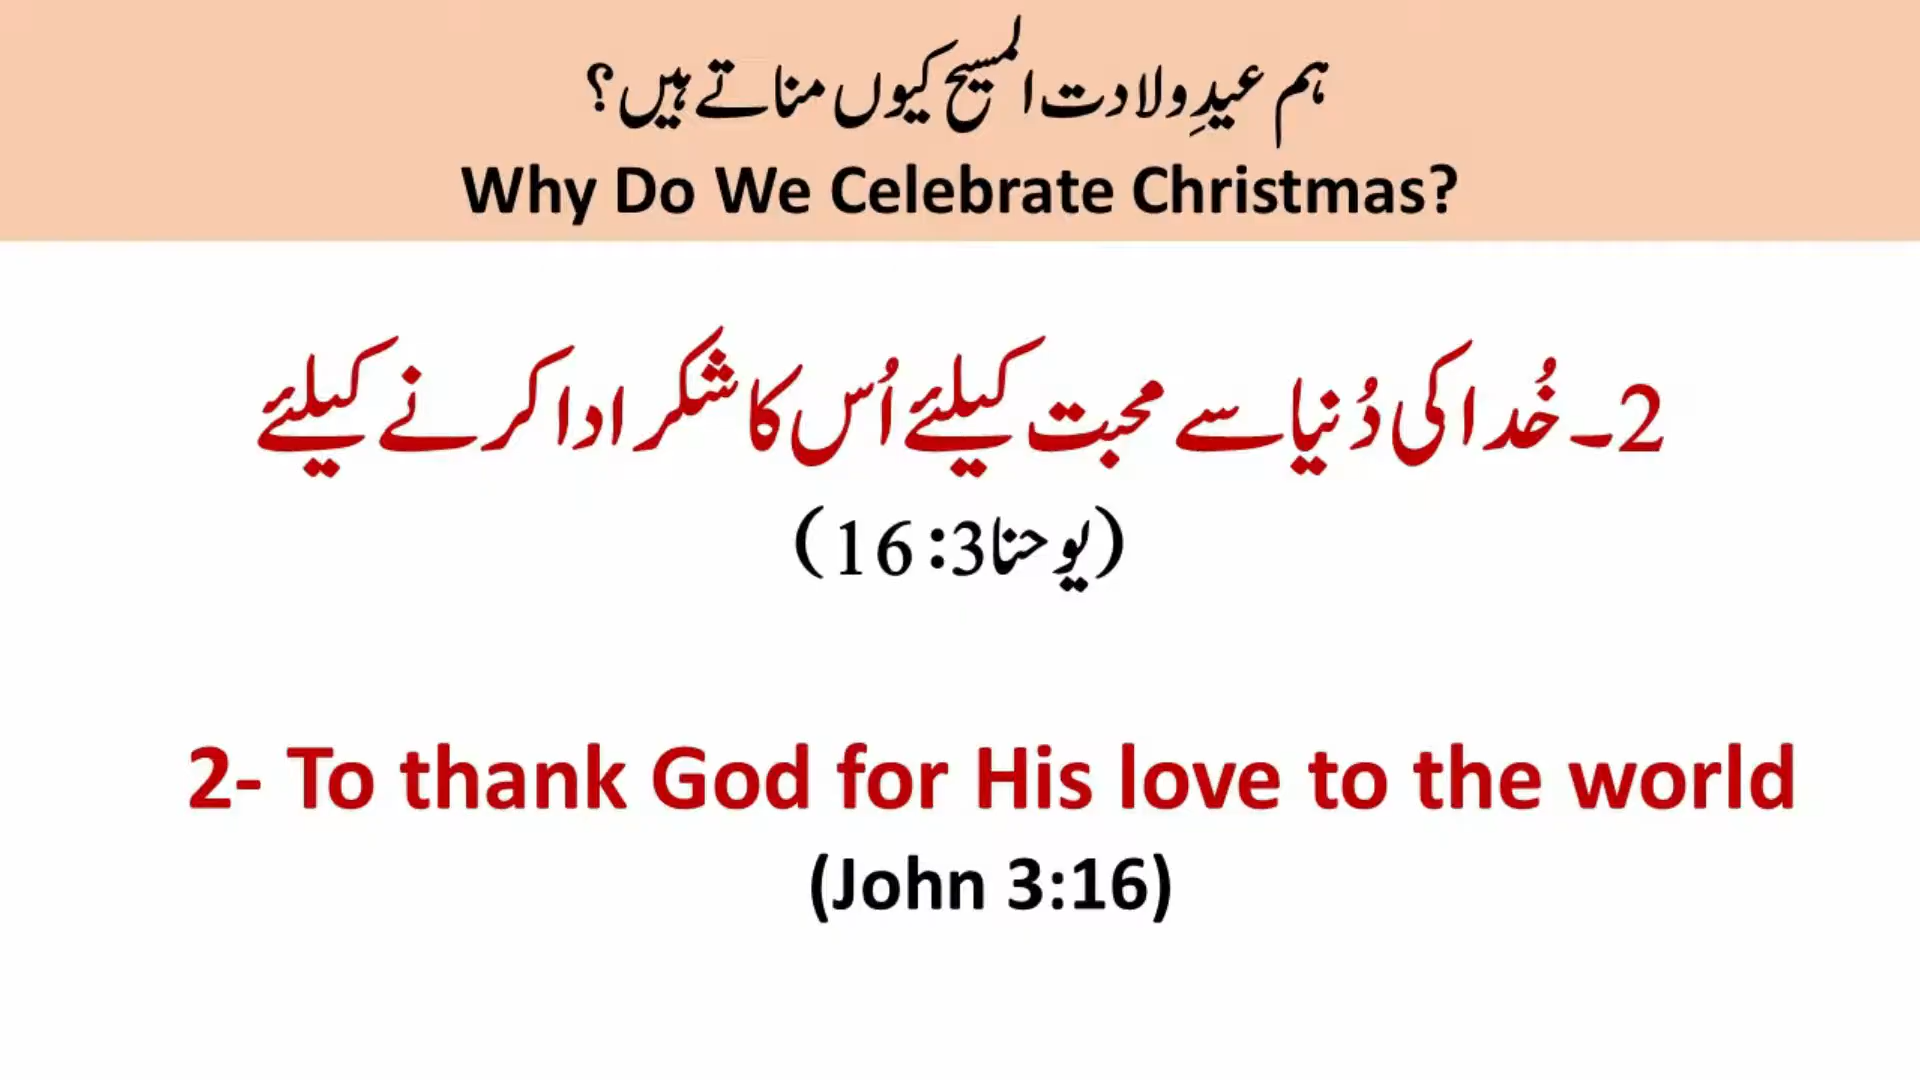 ہم عیدِ ولادت المسیح کیوں مناتے ہیں؟
Why Do We Celebrate Christmas?
2۔ خُدا کی دُنیا سے محبت کیلئے اُس کا شکر ادا کرنے کیلئے
(یوحنا 3:16)
2- To thank God for His love to the world
(John 3:16)